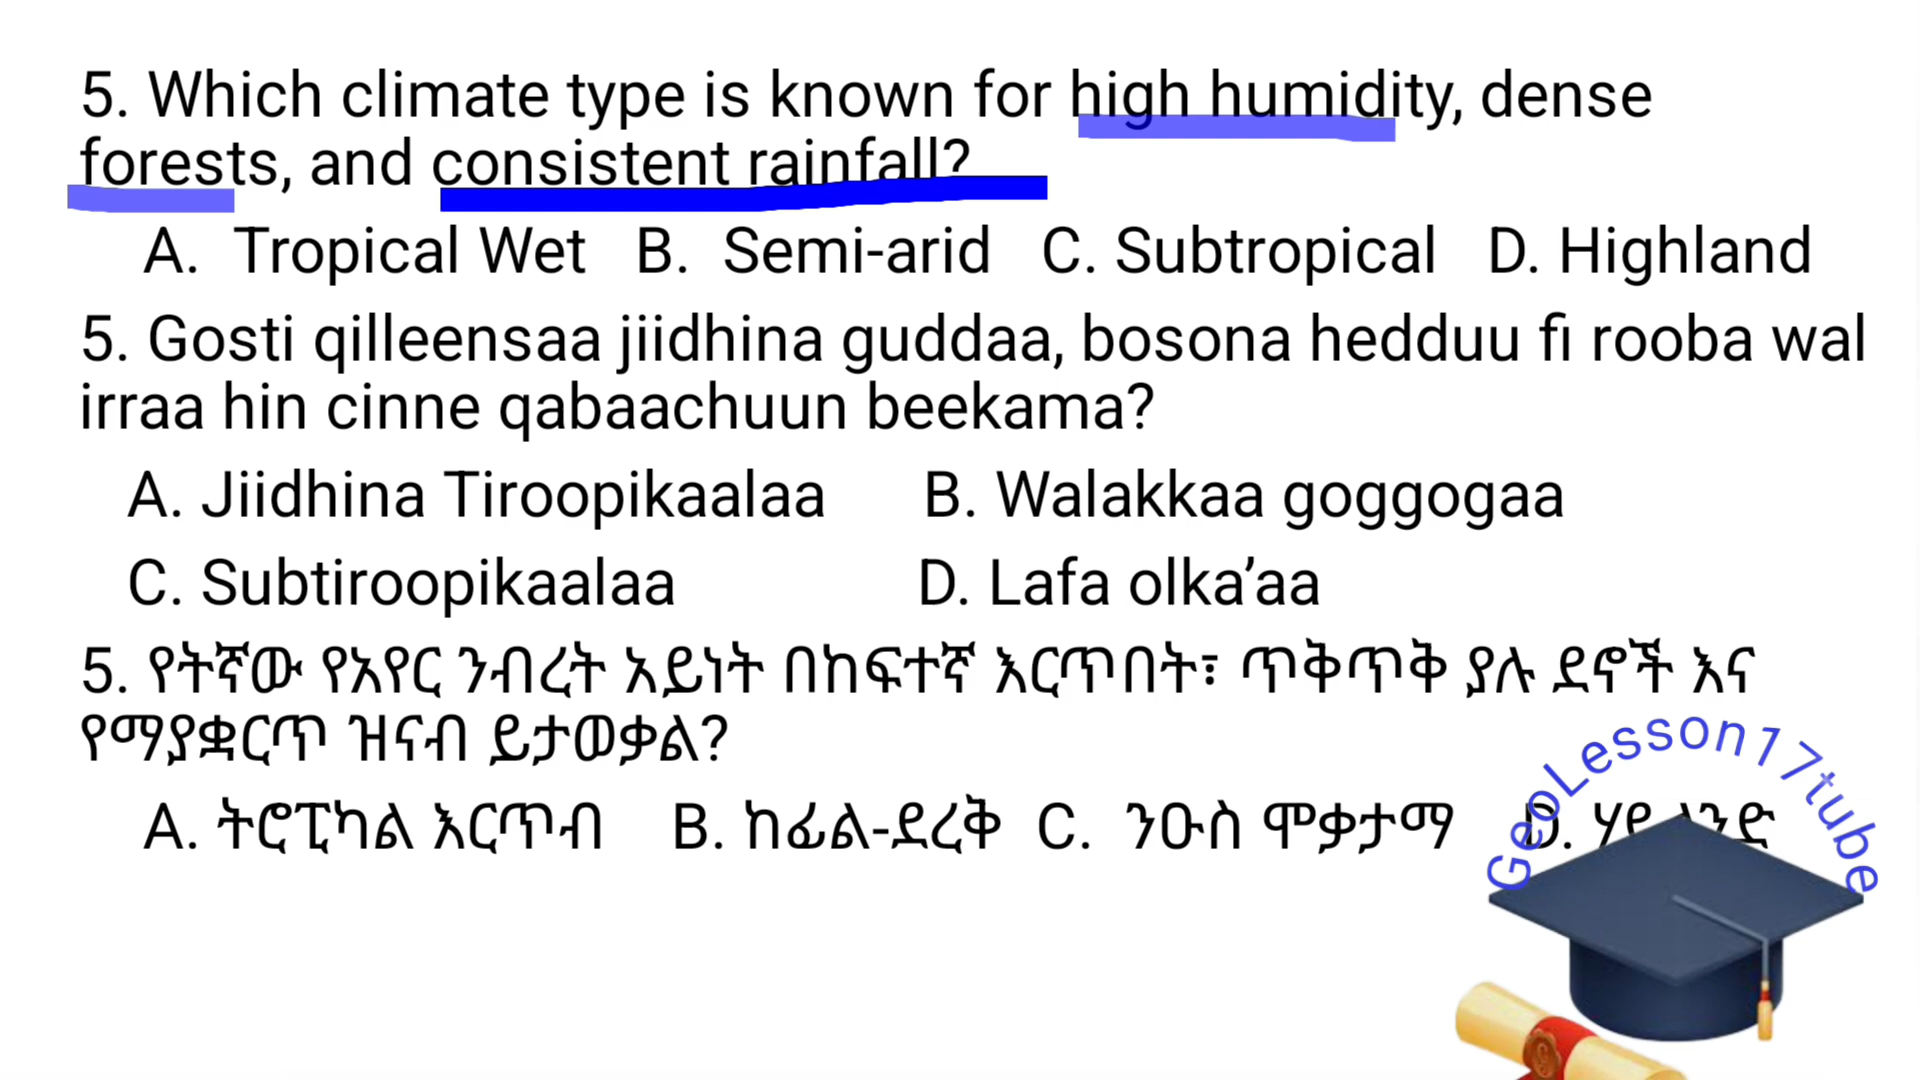 5. Which climate type is known for high humidity, dense
forests, and consistent rainfall?
A. Tropical Wet B. Semi-arid C. Subtropical D. Highland
5. Gosti qilleensaa jiidhina guddaa, bosona hedduu fi rooba wal
irraa hin cinne qabaachuun beekama?
A. Jiidhina Tiroopikaalaa B. Walakkaa goggogaa
C. Subtiroopikaalaa D. Lafa olka’aa
5. የትኛው የአየር ንብረት አይነት በከፍተኛ እርጥበት፣ ጥቅጥቅ ያሉ ደኖች እና
የማያቋርጥ ዝናብ ይታወቃል?
A. ትሮፒካል እርጥብ B. ከፊል-ደረቅ C. ንዑስ ሞቃታማ D.
GeoLesson17tube